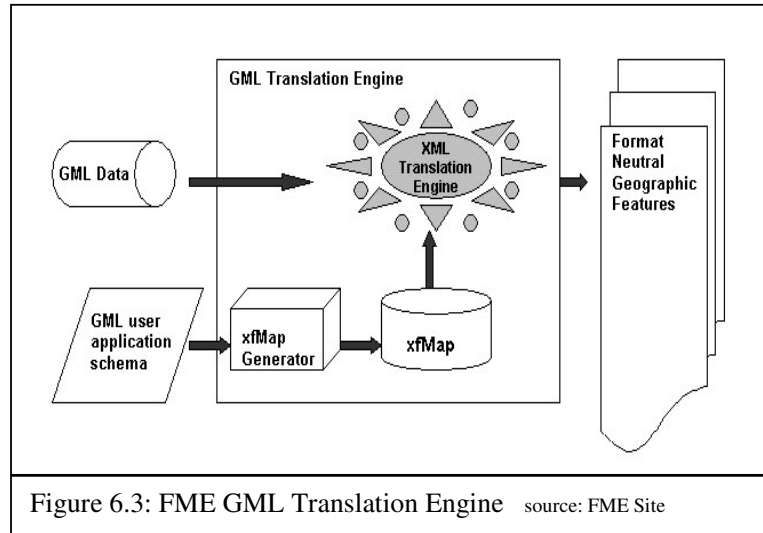 GML Translation Engine
GML Data
XML
Translation
Engine
Format
Neutral
Geographic
Features
GML user
application
schema
xfMap
Generator
xfMap
Figure 6.3: FME GML Translation Engine source: FME Site